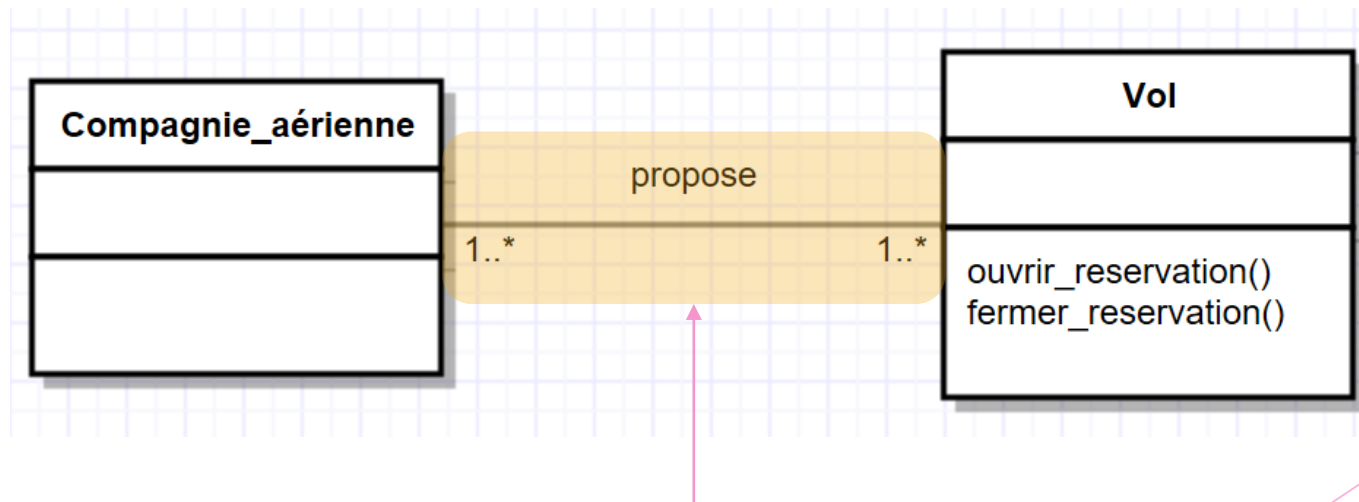 Compagnie_aérienne
propose
1..*
1..*
Vol
ouvrir_reservation()
fermer_reservation()